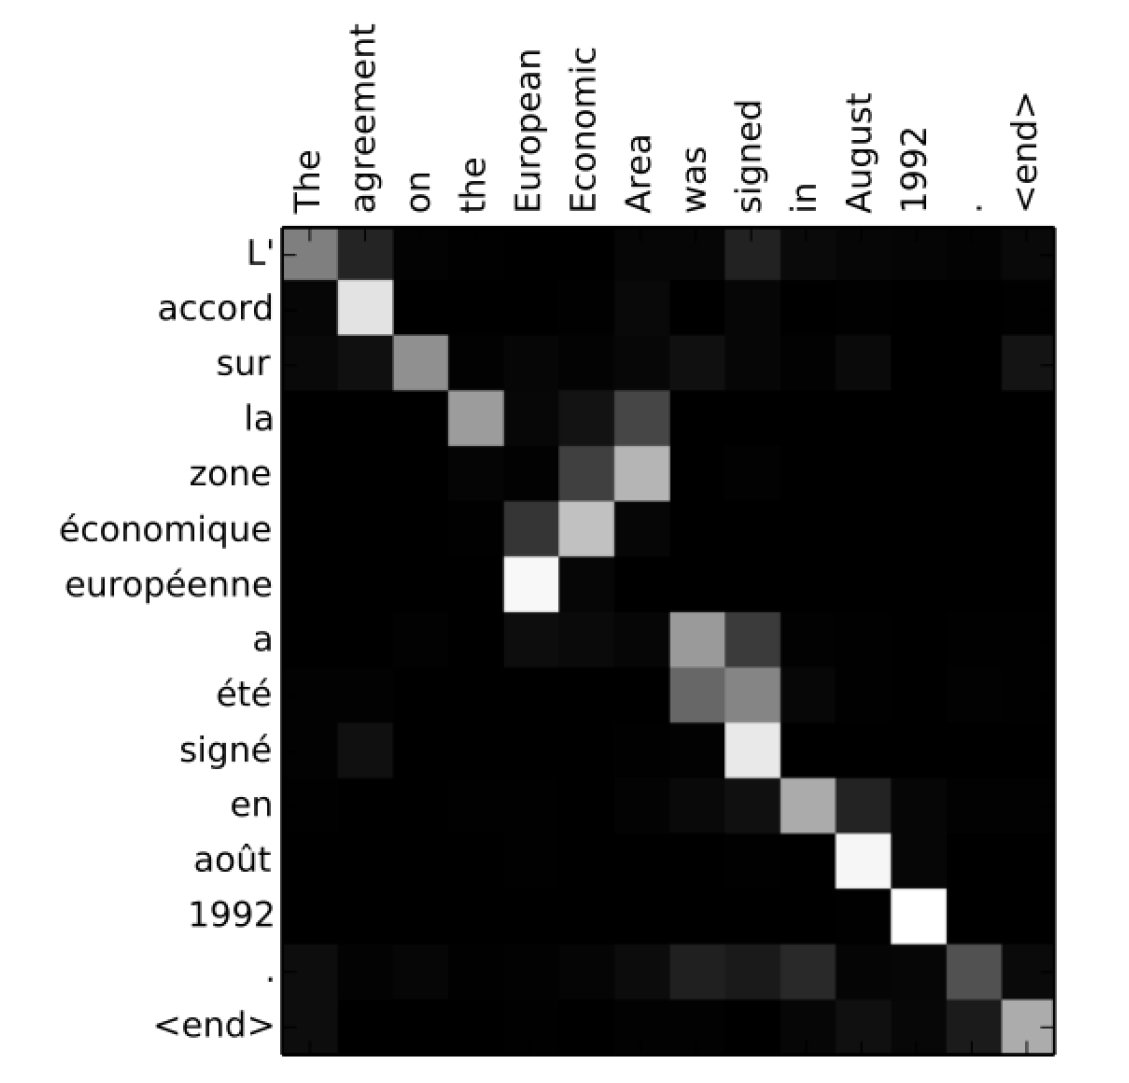 The agreement on the European Economic Area was signed in August 1992 . <end>
L'
accord
sur
la
zone
économique
européenne
a
été
signé
en
août
1992
.
<end>